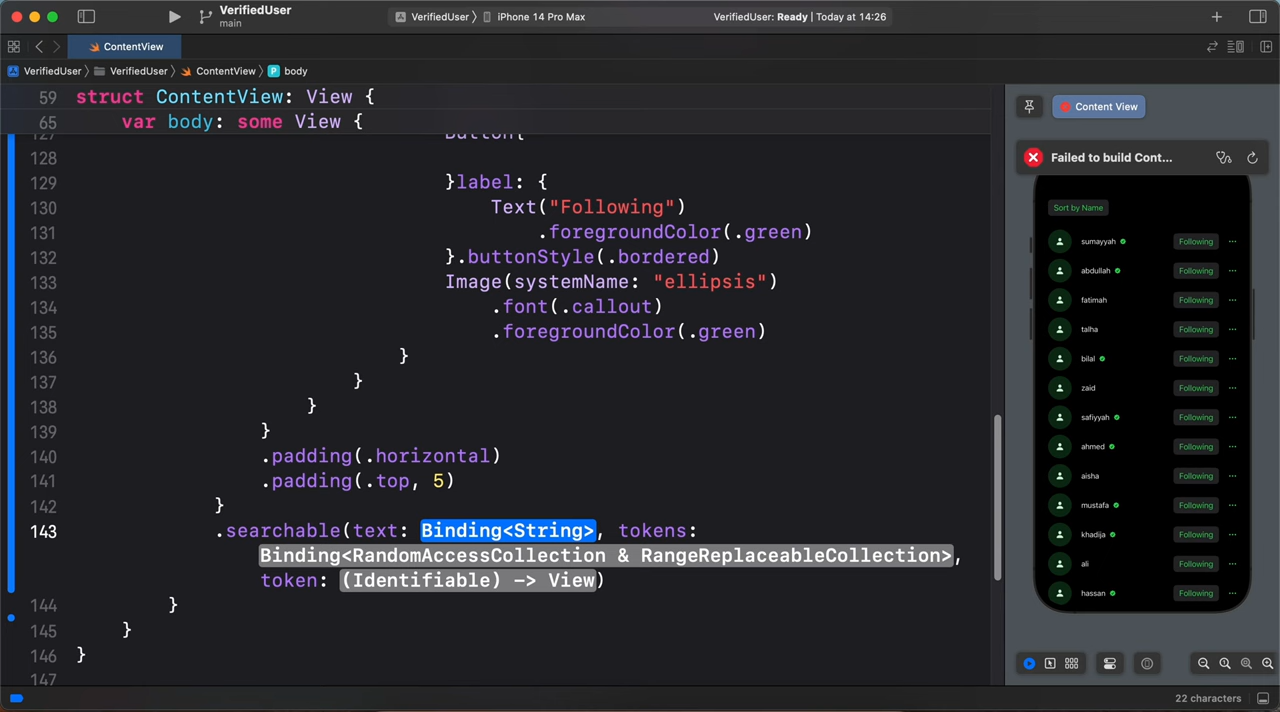 VerifiedUser
main
VerifiedUser 〉 iPhone 14 Pro Max
VerifiedUser: Ready | Today at 14:26
ContentView
VerifiedUser 〉 VerifiedUser 〉 ContentView 〉 P body
59 struct ContentView: View {
65 var body: some View {
127 Button{
128
129 }label: {
130 Text("Following")
131 .foregroundColor(.green)
132 }.buttonStyle(.bordered)
133 Image(systemName: "ellipsis")
134 .font(.callout)
135 .foregroundColor(.green)
136 }
137 }
138 }
139 }
140 .padding(.horizontal)
141 .padding(.top, 5)
142 }
143 .searchable(text: Binding<String>, tokens:
Binding<RandomAccessCollection & RangeReplaceableCollection>,
token: (Identifiable) -> View)
144 }
145 }
146 }
147
Content View
Failed to build Cont...
Sort by Name
sumayyah Following
abdullah Following
fatimah Following
talha Following
bilal Following
zaid Following
safiyyah Following
ahmed Following
aisha Following
mustafa Following
khadija Following
ali Following
hassan Following
22 characters